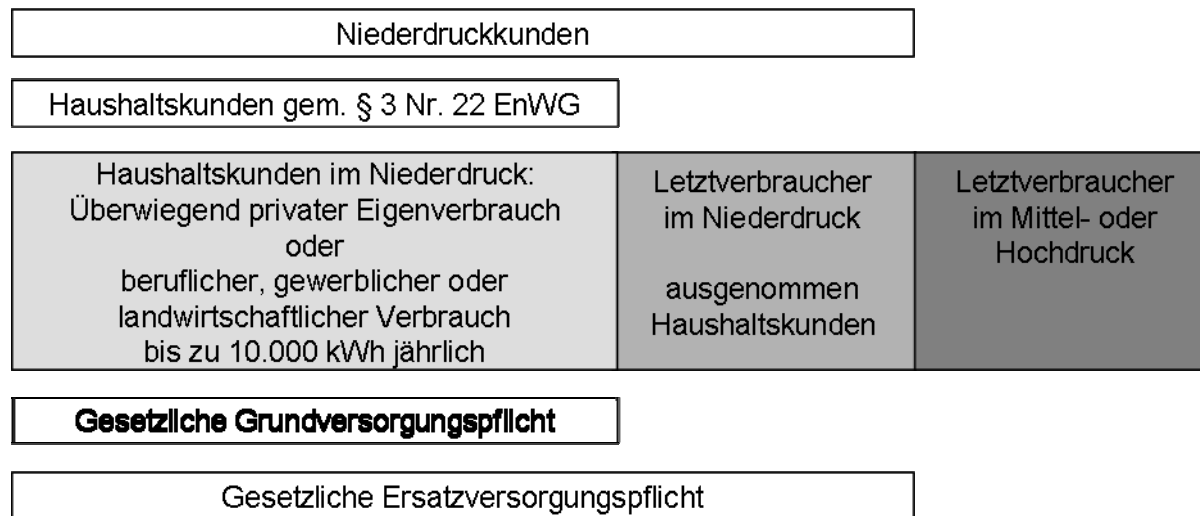 Niederdruckkunden
Haushaltskunden gem. § 3 Nr. 22 EnWG
Haushaltskunden im Niederdruck:
Überwiegend privater Eigenverbrauch
oder
beruflicher, gewerblicher oder
landwirtschaftlicher Verbrauch
bis zu 10.000 kWh jährlich
Letztverbraucher
im Niederdruck
ausgenommen
Haushaltskunden
Letztverbraucher
im Mittel- oder
Hochdruck
Gesetzliche Grundversorgungspflicht
Gesetzliche Ersatzversorgungspflicht